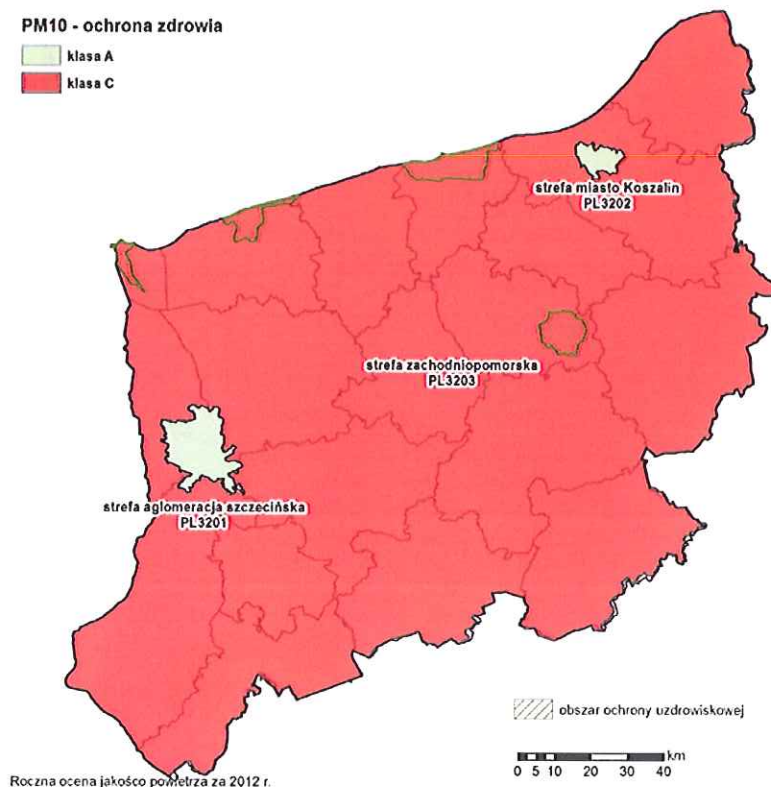 PM10 - ochrona zdrowia
klasa A
klasa C
strefa miasto Koszalin
PL3202
strefa zachodniopomorska
PL3203
strefa aglomeracja szczecińska
PL3201
obszar ochrony uzdrowiskowej
km
0 5 10 20 30 40
Roczna ocena jakośco powietrza za 2012 r.